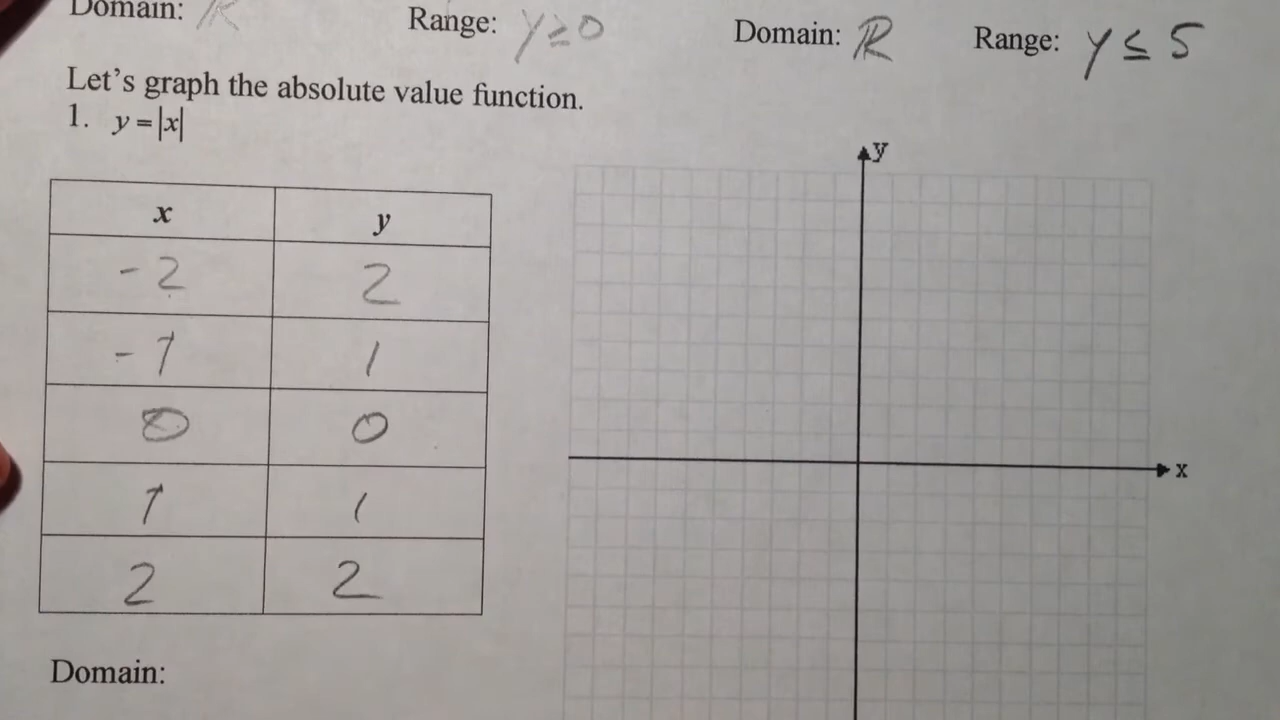 Domain: R Range: y ≥ 0 Domain: R Range: y ≤ 5
Let's graph the absolute value function.
1. y = |x|
x y
-2 2
-1 1
0 0
1 1
2 2
Domain:
y
x